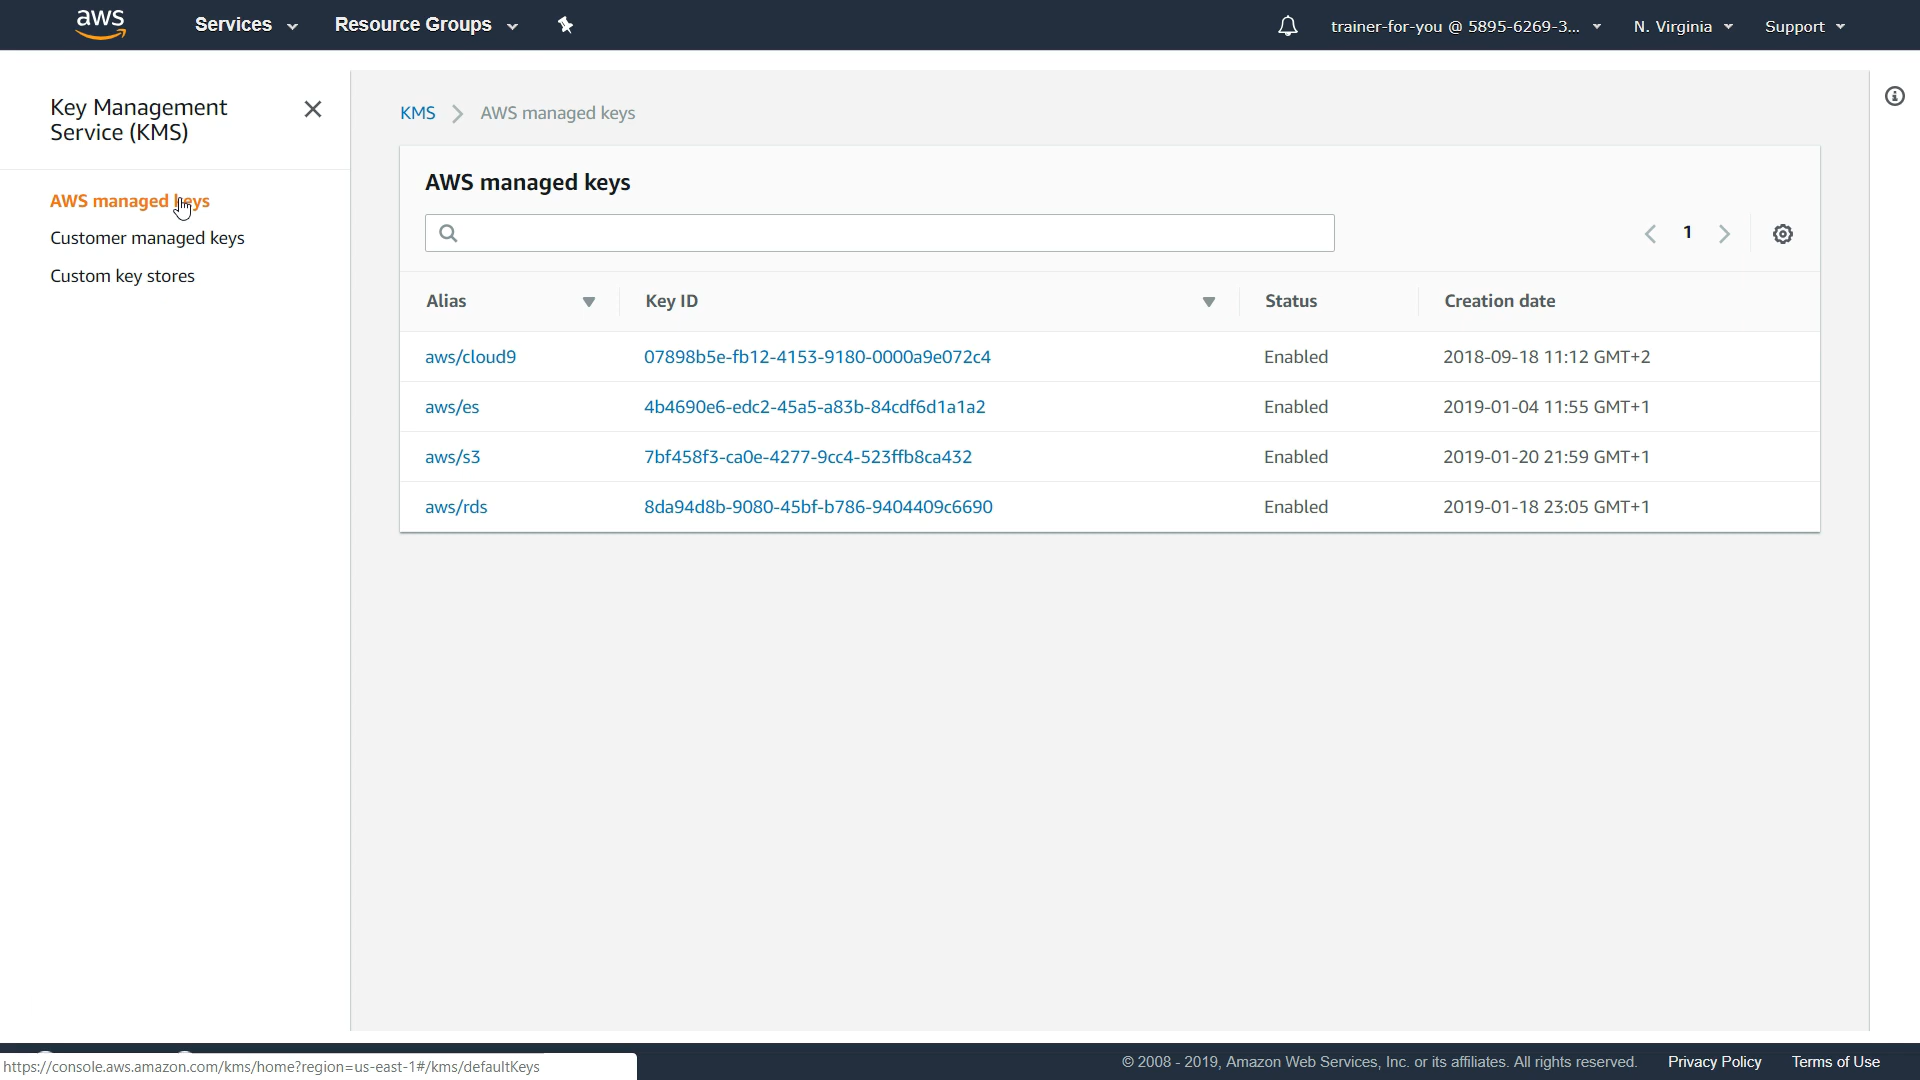 aws
Services
Resource Groups
trainer-for-you @ 5895-6269-3...
N. Virginia
Support
Key Management
Service (KMS)
AWS managed keys
Customer managed keys
Custom key stores
KMS > AWS managed keys
AWS managed keys
1
Alias Key ID Status Creation date
aws/cloud9 07898b5e-fb12-4153-9180-0000a9e072c4 Enabled 2018-09-18 11:12 GMT+2
aws/es 4b4690e6-edc2-45a5-a83b-84cdf6d1a1a2 Enabled 2019-01-04 11:55 GMT+1
aws/s3 7bf458f3-ca0e-4277-9cc4-523ffb8ca432 Enabled 2019-01-20 21:59 GMT+1
aws/rds 8da94d8b-9080-45bf-b786-9404409c6690 Enabled 2019-01-18 23:05 GMT+1
https://console.aws.amazon.com/kms/home?region=us-east-1#/kms/defaultKeys
© 2008 - 2019, Amazon Web Services, Inc. or its affiliates. All rights reserved.
Privacy Policy
Terms of Use